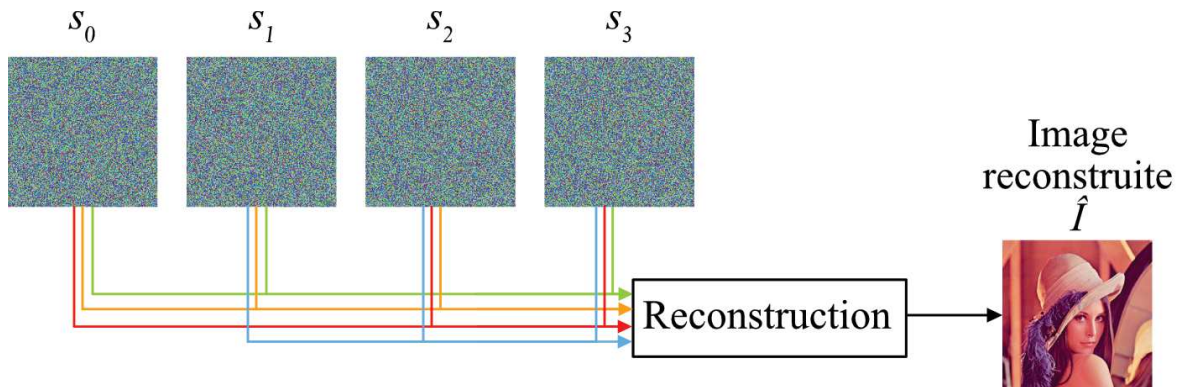 s0 s1 s2 s3
Image
reconstruite
Î
Reconstruction